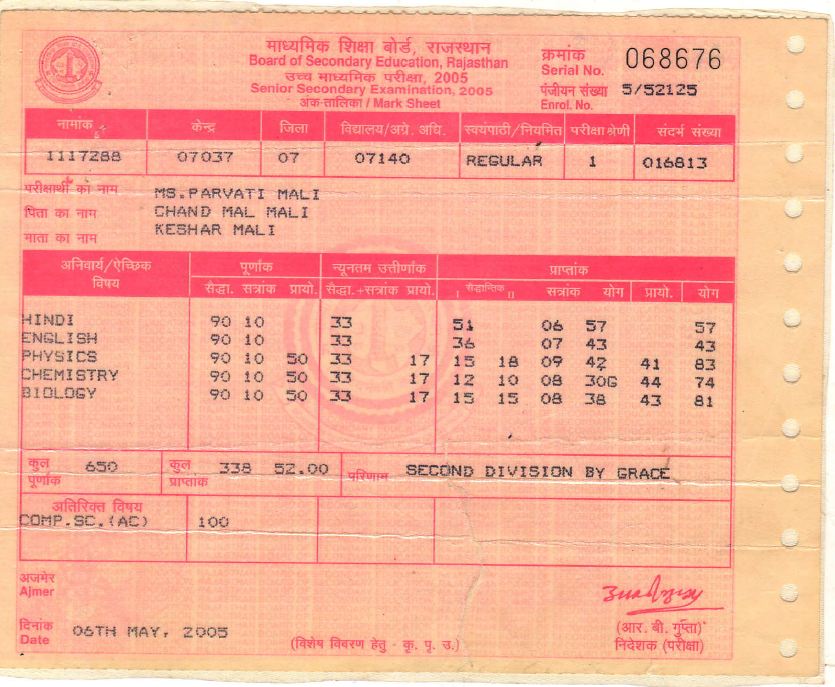 माध्यमिक शिक्षा बोर्ड, राजस्थान
Board of Secondary Education, Rajasthan
उच्च माध्यमिक परीक्षा, 2005
Senior Secondary Examination, 2005
अंक-तालिका / Mark Sheet
क्रमांक 068676
Serial No.
पंजीयन संख्या 5/52125
Enrol. No.
नामांक केन्द्र जिला विद्यालय/अग्रे. अधि. स्वयंपाठी/नियमित परीक्षा श्रेणी संदर्भ संख्या
1117288 07037 07 07140 REGULAR 1 016813
परीक्षार्थी का नाम MS.PARVATI MALI
पिता का नाम CHAND MAL MALI
माता का नाम KESHAR MALI
अनिवार्य/ऐच्छिक विषय पूर्णांक न्यूनतम उत्तीर्णांक प्राप्तांक
सैद्धा. सत्रांक प्रायो. सैद्धा.+सत्रांक प्रायो. I सैद्धान्तिक II सत्रांक योग प्रायो. योग
HINDI 90 10 33 51 06 57 57
ENGLISH 90 10 33 36 07 43 43
PHYSICS 90 10 50 33 17 15 18 09 42 41 83
CHEMISTRY 90 10 50 33 17 12 10 08 30G 44 74
BIOLOGY 90 10 50 33 17 15 15 08 38 43 81
कुल पूर्णांक 650 कुल प्राप्तांक 338 52.00 परिणाम SECOND DIVISION BY GRACE
अतिरिक्त विषय
COMP.SC.(AC) 100
अजमेर
Ajmer
दिनांक
Date 06TH MAY, 2005
(विशेष विवरण हेतु - कृ. पृ. उ.)
(आर. बी. गुप्ता)
निदेशक (परीक्षा)